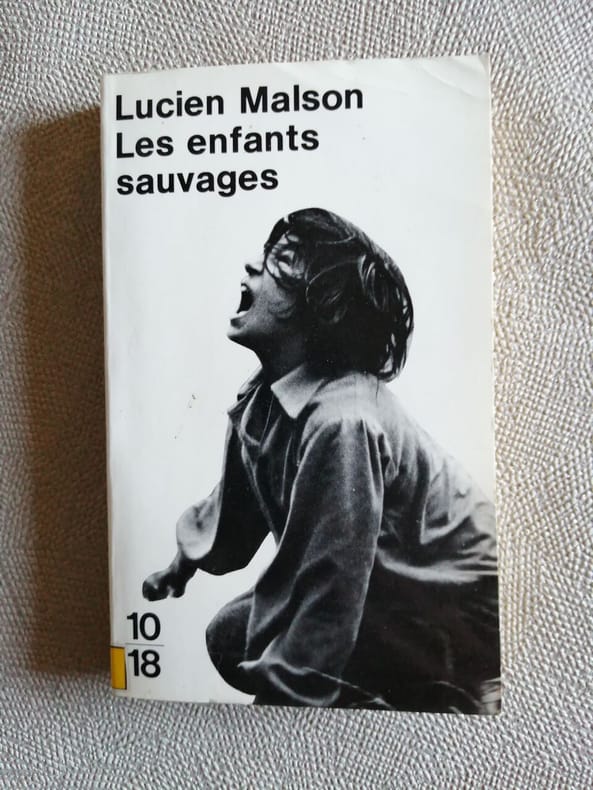 Lucien Malson
Les enfants
sauvages
10
18